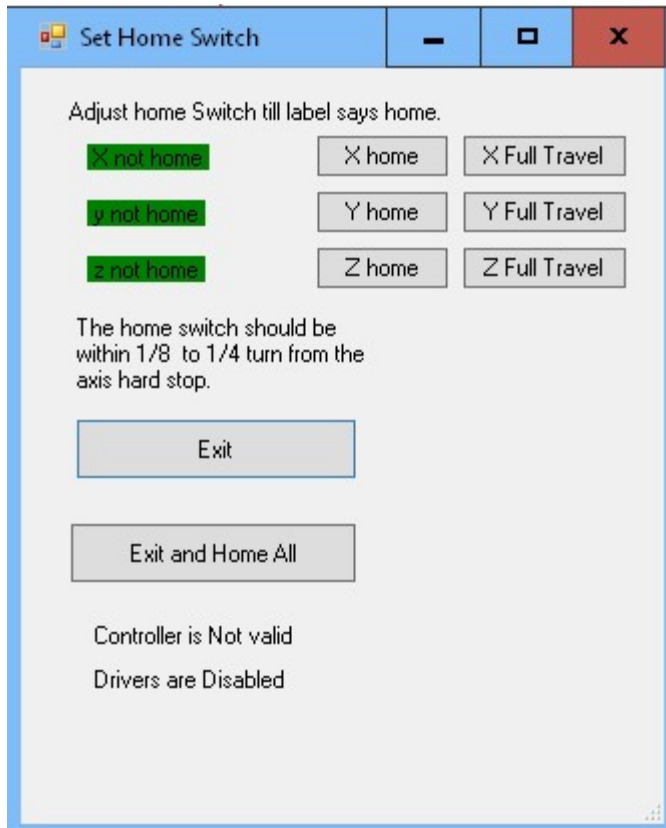 Set Home Switch
Adjust home Switch till label says home.
X not home X home X Full Travel
y not home Y home Y Full Travel
z not home Z home Z Full Travel
The home switch should be
within 1/8 to 1/4 turn from the
axis hard stop.
Exit
Exit and Home All
Controller is Not valid
Drivers are Disabled